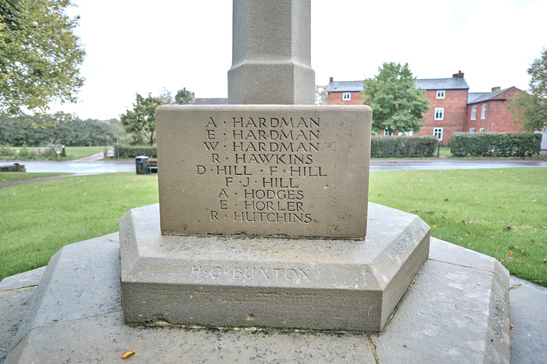 A · HARDMAN
E · HARDMAN
W · HARDMAN
R · HAWKINS
D · HILL · F · HILL
F · J · HILL
A · HODGES
E · HORLER
R · HUTCHINS
H · G · BUXTON